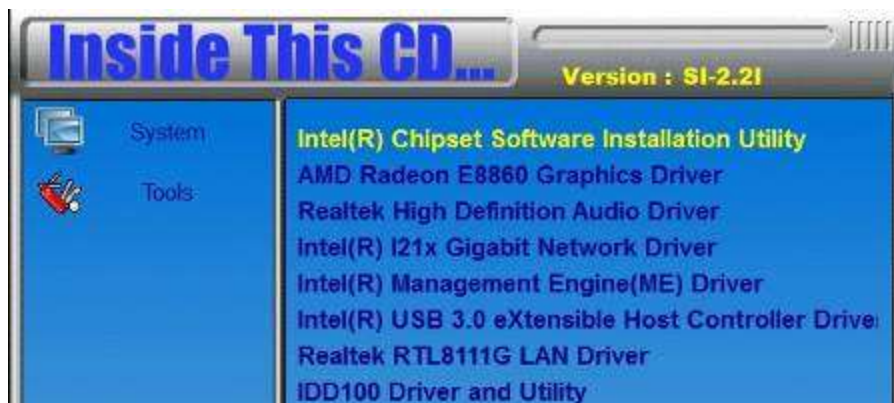 Inside This CD...
Version : SI-2.2I
System
Tools
Intel(R) Chipset Software Installation Utility
AMD Radeon E8860 Graphics Driver
Realtek High Definition Audio Driver
Intel(R) I21x Gigabit Network Driver
Intel(R) Management Engine(ME) Driver
Intel(R) USB 3.0 eXtensible Host Controller Drive
Realtek RTL8111G LAN Driver
IDD100 Driver and Utility